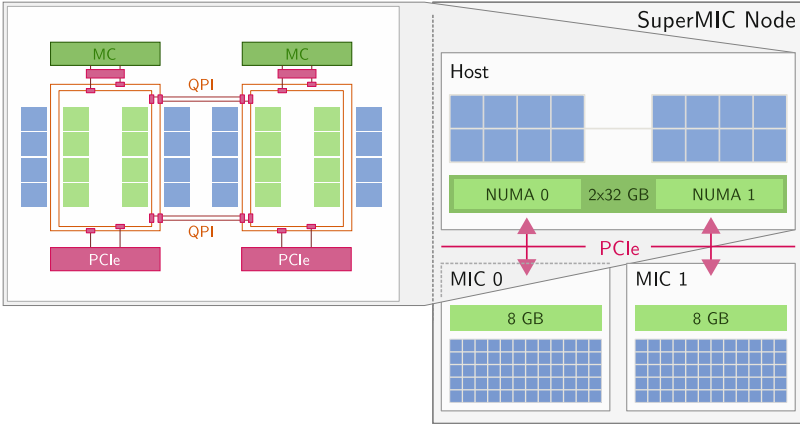 SuperMIC Node
MC
MC
QPI
QPI
PCIe
PCIe
Host
NUMA 0
2x32 GB
NUMA 1
PCIe
MIC 0
8 GB
MIC 1
8 GB